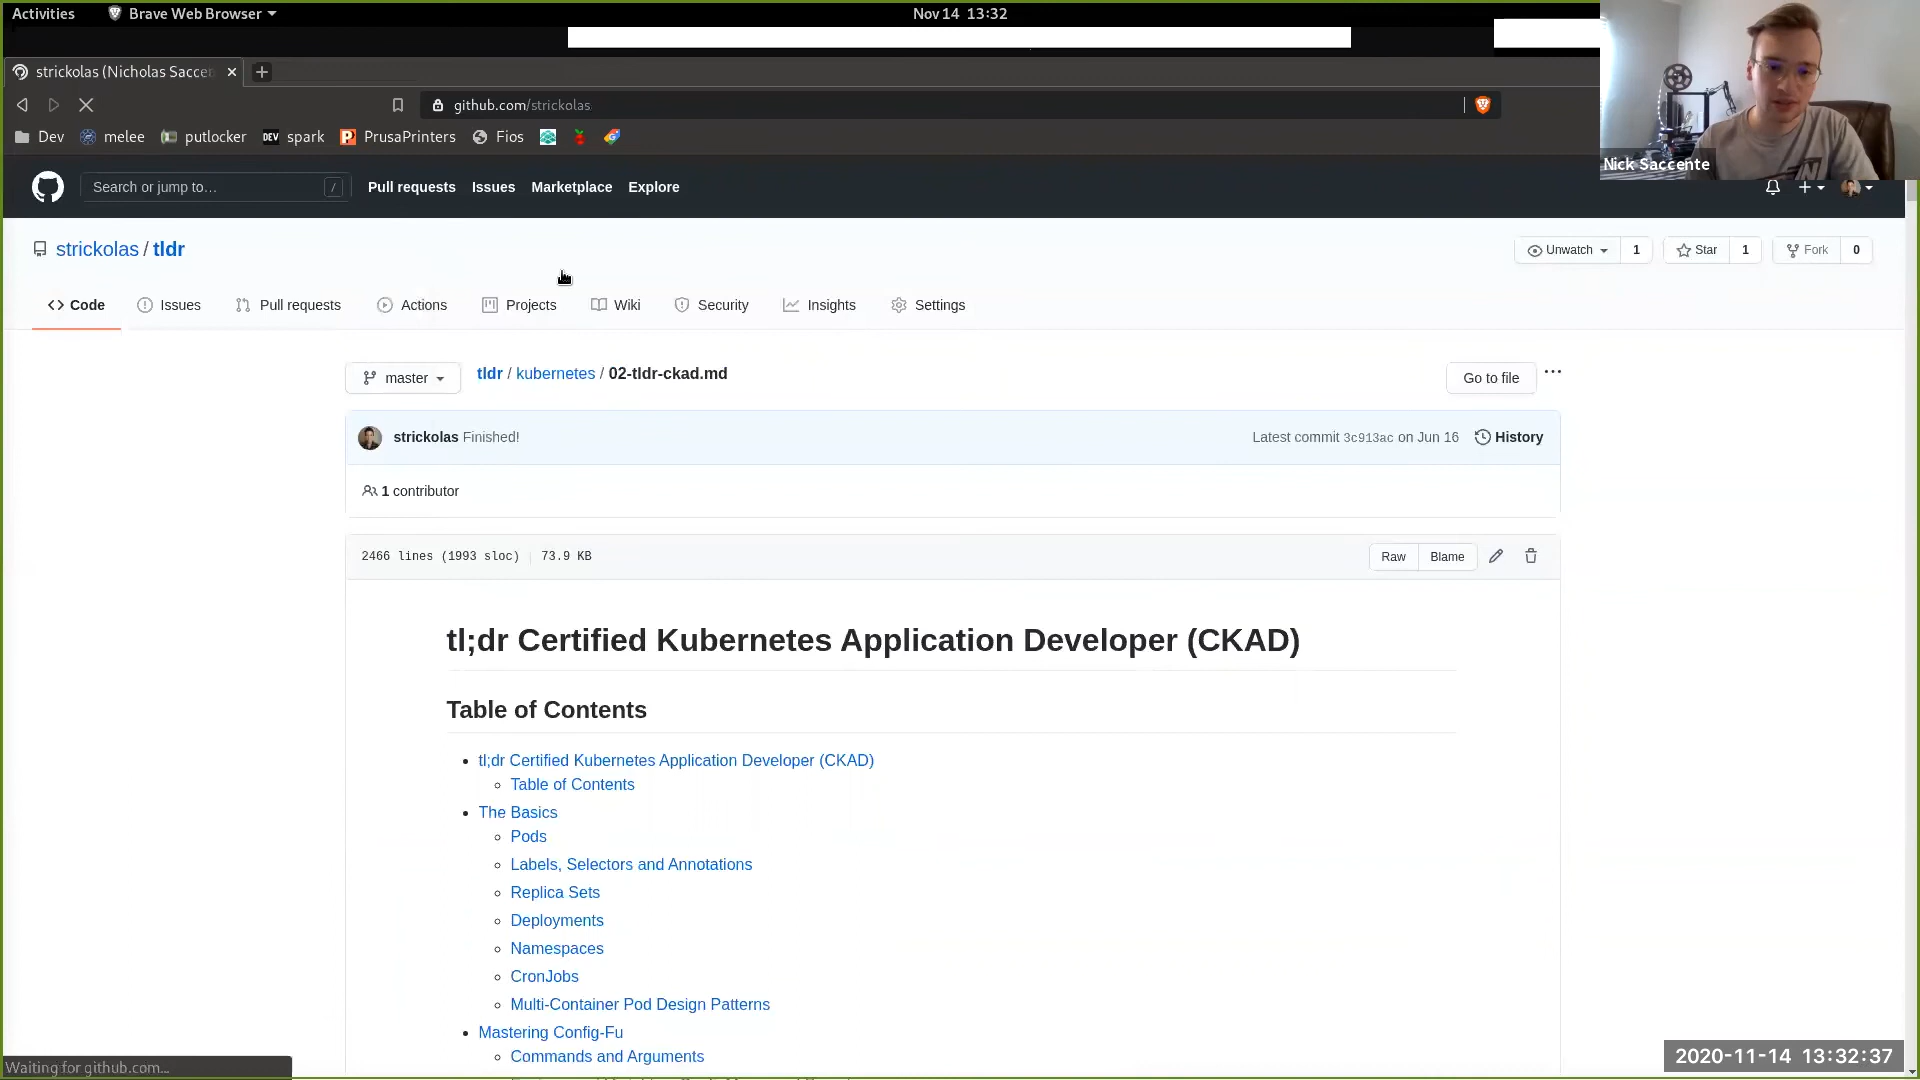 Activities Brave Web Browser Nov 14 13:32
strickolas (Nicholas Saccen
github.com/strickolas
Dev melee putlocker DEV spark PrusaPrinters Fios
Nick Saccente
Search or jump to… / Pull requests Issues Marketplace Explore
strickolas / tldr Unwatch 1 Star 1 Fork 0
Code Issues Pull requests Actions Projects Wiki Security Insights Settings
master tldr / kubernetes / 02-tldr-ckad.md Go to file
strickolas Finished! Latest commit 3c913ac on Jun 16 History
1 contributor
2466 lines (1993 sloc) 73.9 KB Raw Blame
tl;dr Certified Kubernetes Application Developer (CKAD)
Table of Contents
tl;dr Certified Kubernetes Application Developer (CKAD)
Table of Contents
The Basics
Pods
Labels, Selectors and Annotations
Replica Sets
Deployments
Namespaces
CronJobs
Multi-Container Pod Design Patterns
Mastering Config-Fu
Commands and Arguments
Waiting for github.com...
2020-11-14 13:32:37